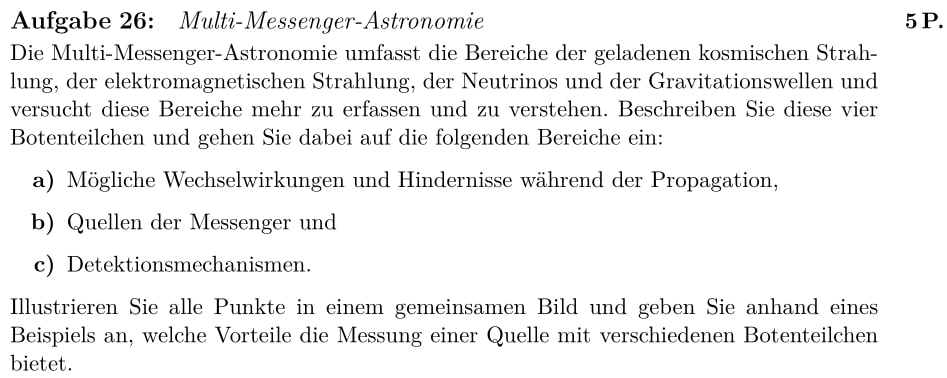 Aufgabe 26: Multi-Messenger-Astronomie 5 P.
Die Multi-Messenger-Astronomie umfasst die Bereiche der geladenen kosmischen Strah-
lung, der elektromagnetischen Strahlung, der Neutrinos und der Gravitationswellen und
versucht diese Bereiche mehr zu erfassen und zu verstehen. Beschreiben Sie diese vier
Botenteilchen und gehen Sie dabei auf die folgenden Bereiche ein:
a) Mögliche Wechselwirkungen und Hindernisse während der Propagation,
b) Quellen der Messenger und
c) Detektionsmechanismen.
Illustrieren Sie alle Punkte in einem gemeinsamen Bild und geben Sie anhand eines
Beispiels an, welche Vorteile die Messung einer Quelle mit verschiedenen Botenteilchen
bietet.